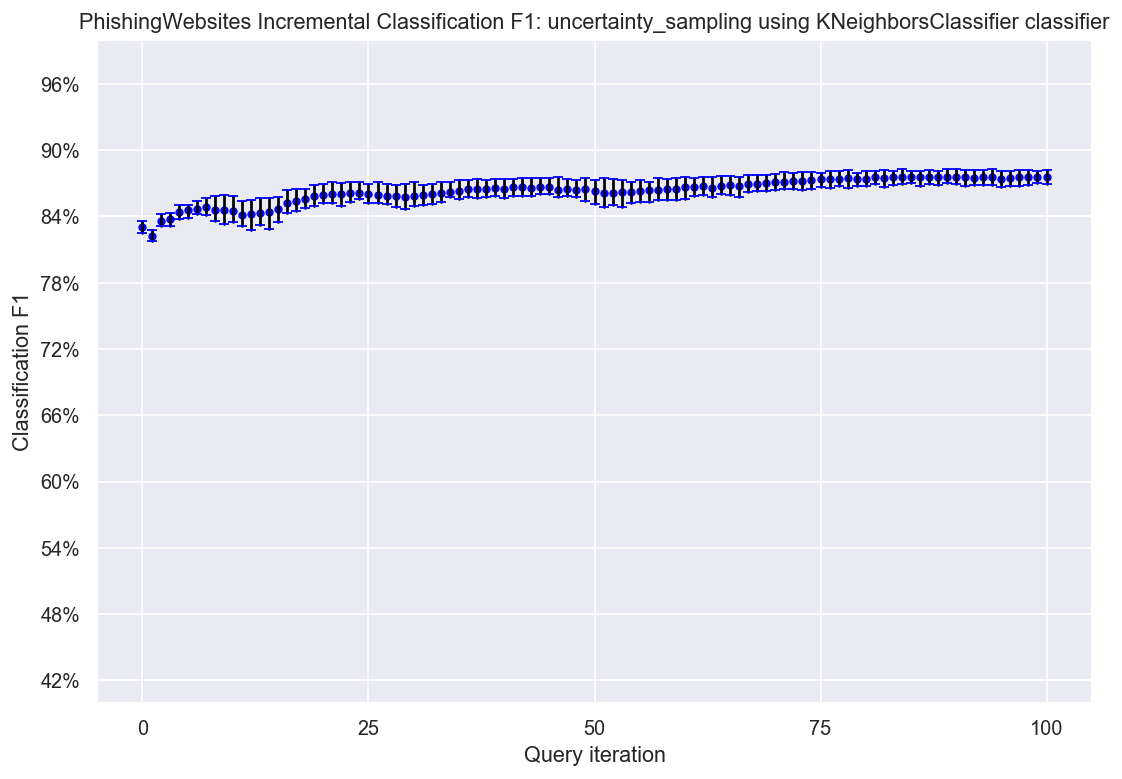 PhishingWebsites Incremental Classification F1: uncertainty_sampling using KNeighborsClassifier classifier
96%
90%
84%
78%
72%
66%
60%
54%
48%
42%
Classification F1
0 25 50 75 100
Query iteration